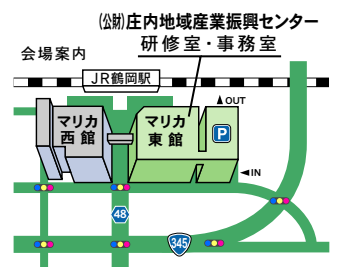 (公財)庄内地域産業振興センター
研修室・事務室
会場案内
JR鶴岡駅
OUT
マリカ
西館
マリカ
東館
P
IN
48
345